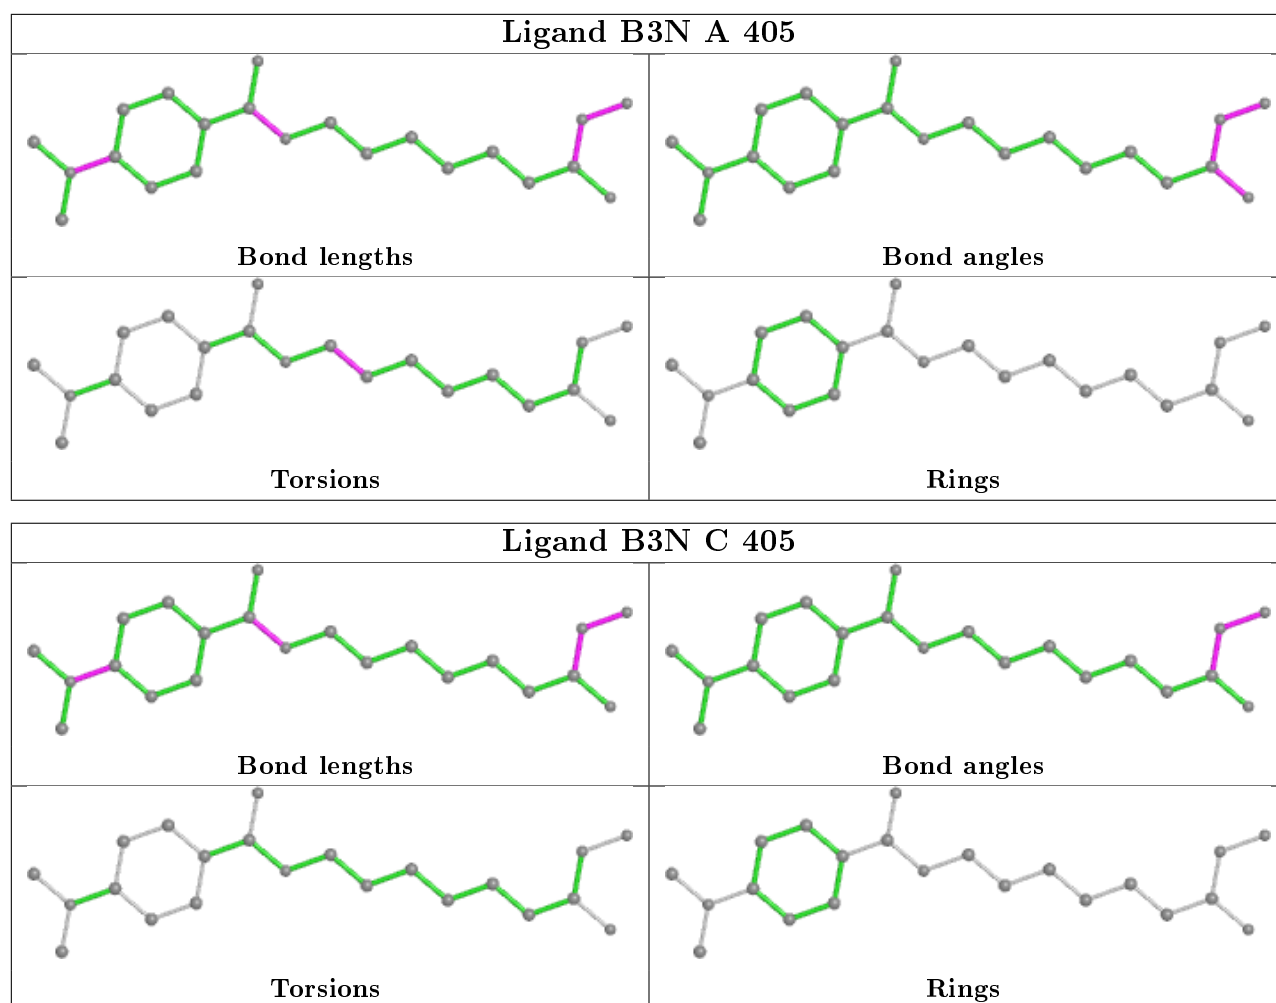 Ligand B3N A 405
Bond lengths
Bond angles
Torsions
Rings
Ligand B3N C 405
Bond lengths
Bond angles
Torsions
Rings